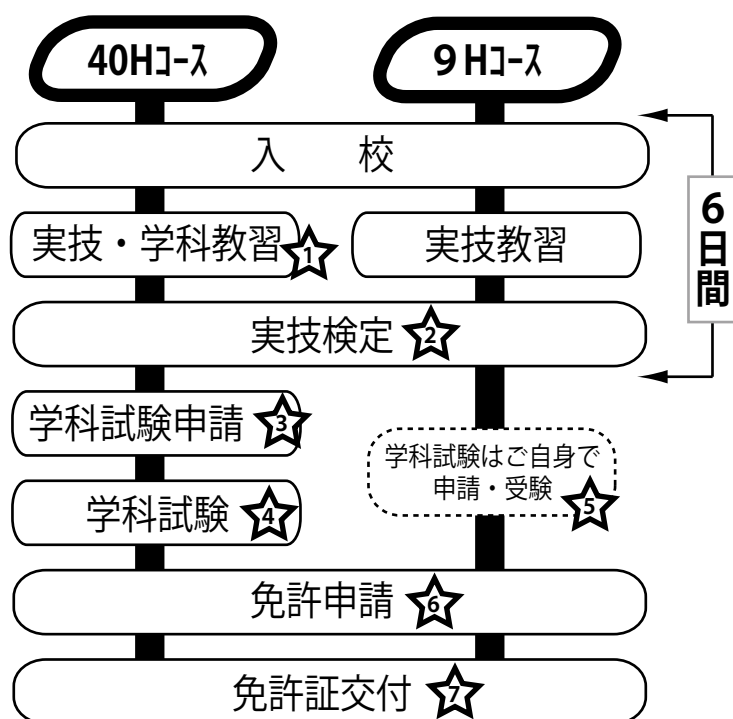 40Hコース
9Hコース
入 校
実技・学科教習 1
実技教習
6日間
実技検定 2
学科試験申請 3
学科試験はご自身で
申請・受験 5
学科試験 4
免許申請 6
免許証交付 7